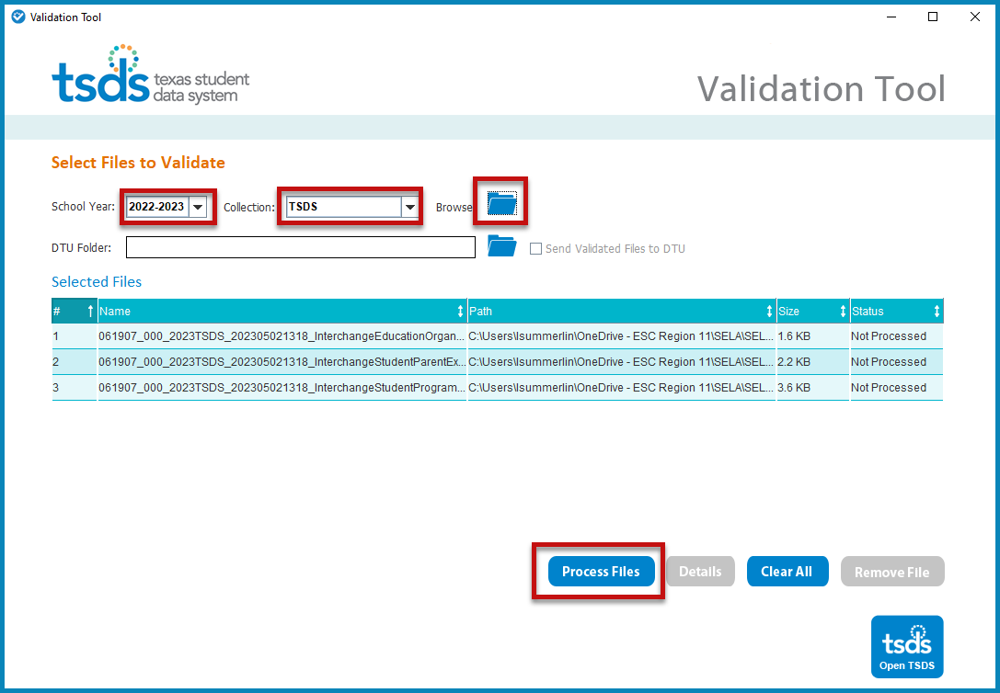 Validation Tool
tsds texas student
data system
Validation Tool
Select Files to Validate
School Year: 2022-2023 Collection: TSDS Browse
DTU Folder: Send Validated Files to DTU
Selected Files
# Name Path Size Status
1 061907_000_2023TSDS_202305021318_InterchangeEducationOrgan... C:\Users\lsummerlin\OneDrive - ESC Region 11\SELA\SEL... 1.6 KB Not Processed
2 061907_000_2023TSDS_202305021318_InterchangeStudentParentEx... C:\Users\lsummerlin\OneDrive - ESC Region 11\SELA\SEL... 2.2 KB Not Processed
3 061907_000_2023TSDS_202305021318_InterchangeStudentProgram... C:\Users\lsummerlin\OneDrive - ESC Region 11\SELA\SEL... 3.6 KB Not Processed
Process Files Details Clear All Remove File
tsds
Open TSDS